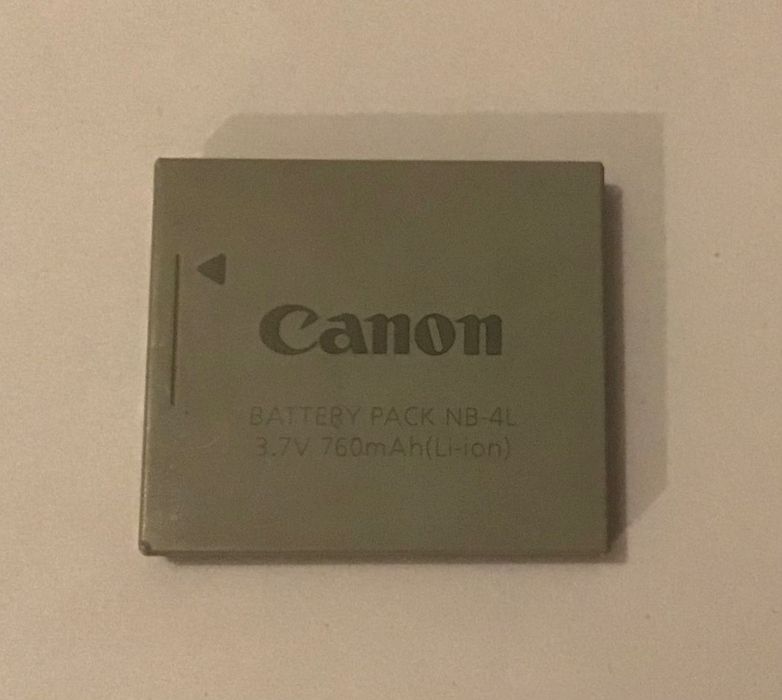 Canon
BATTERY PACK NB-4L
3.7V 760mAh(Li-ion)